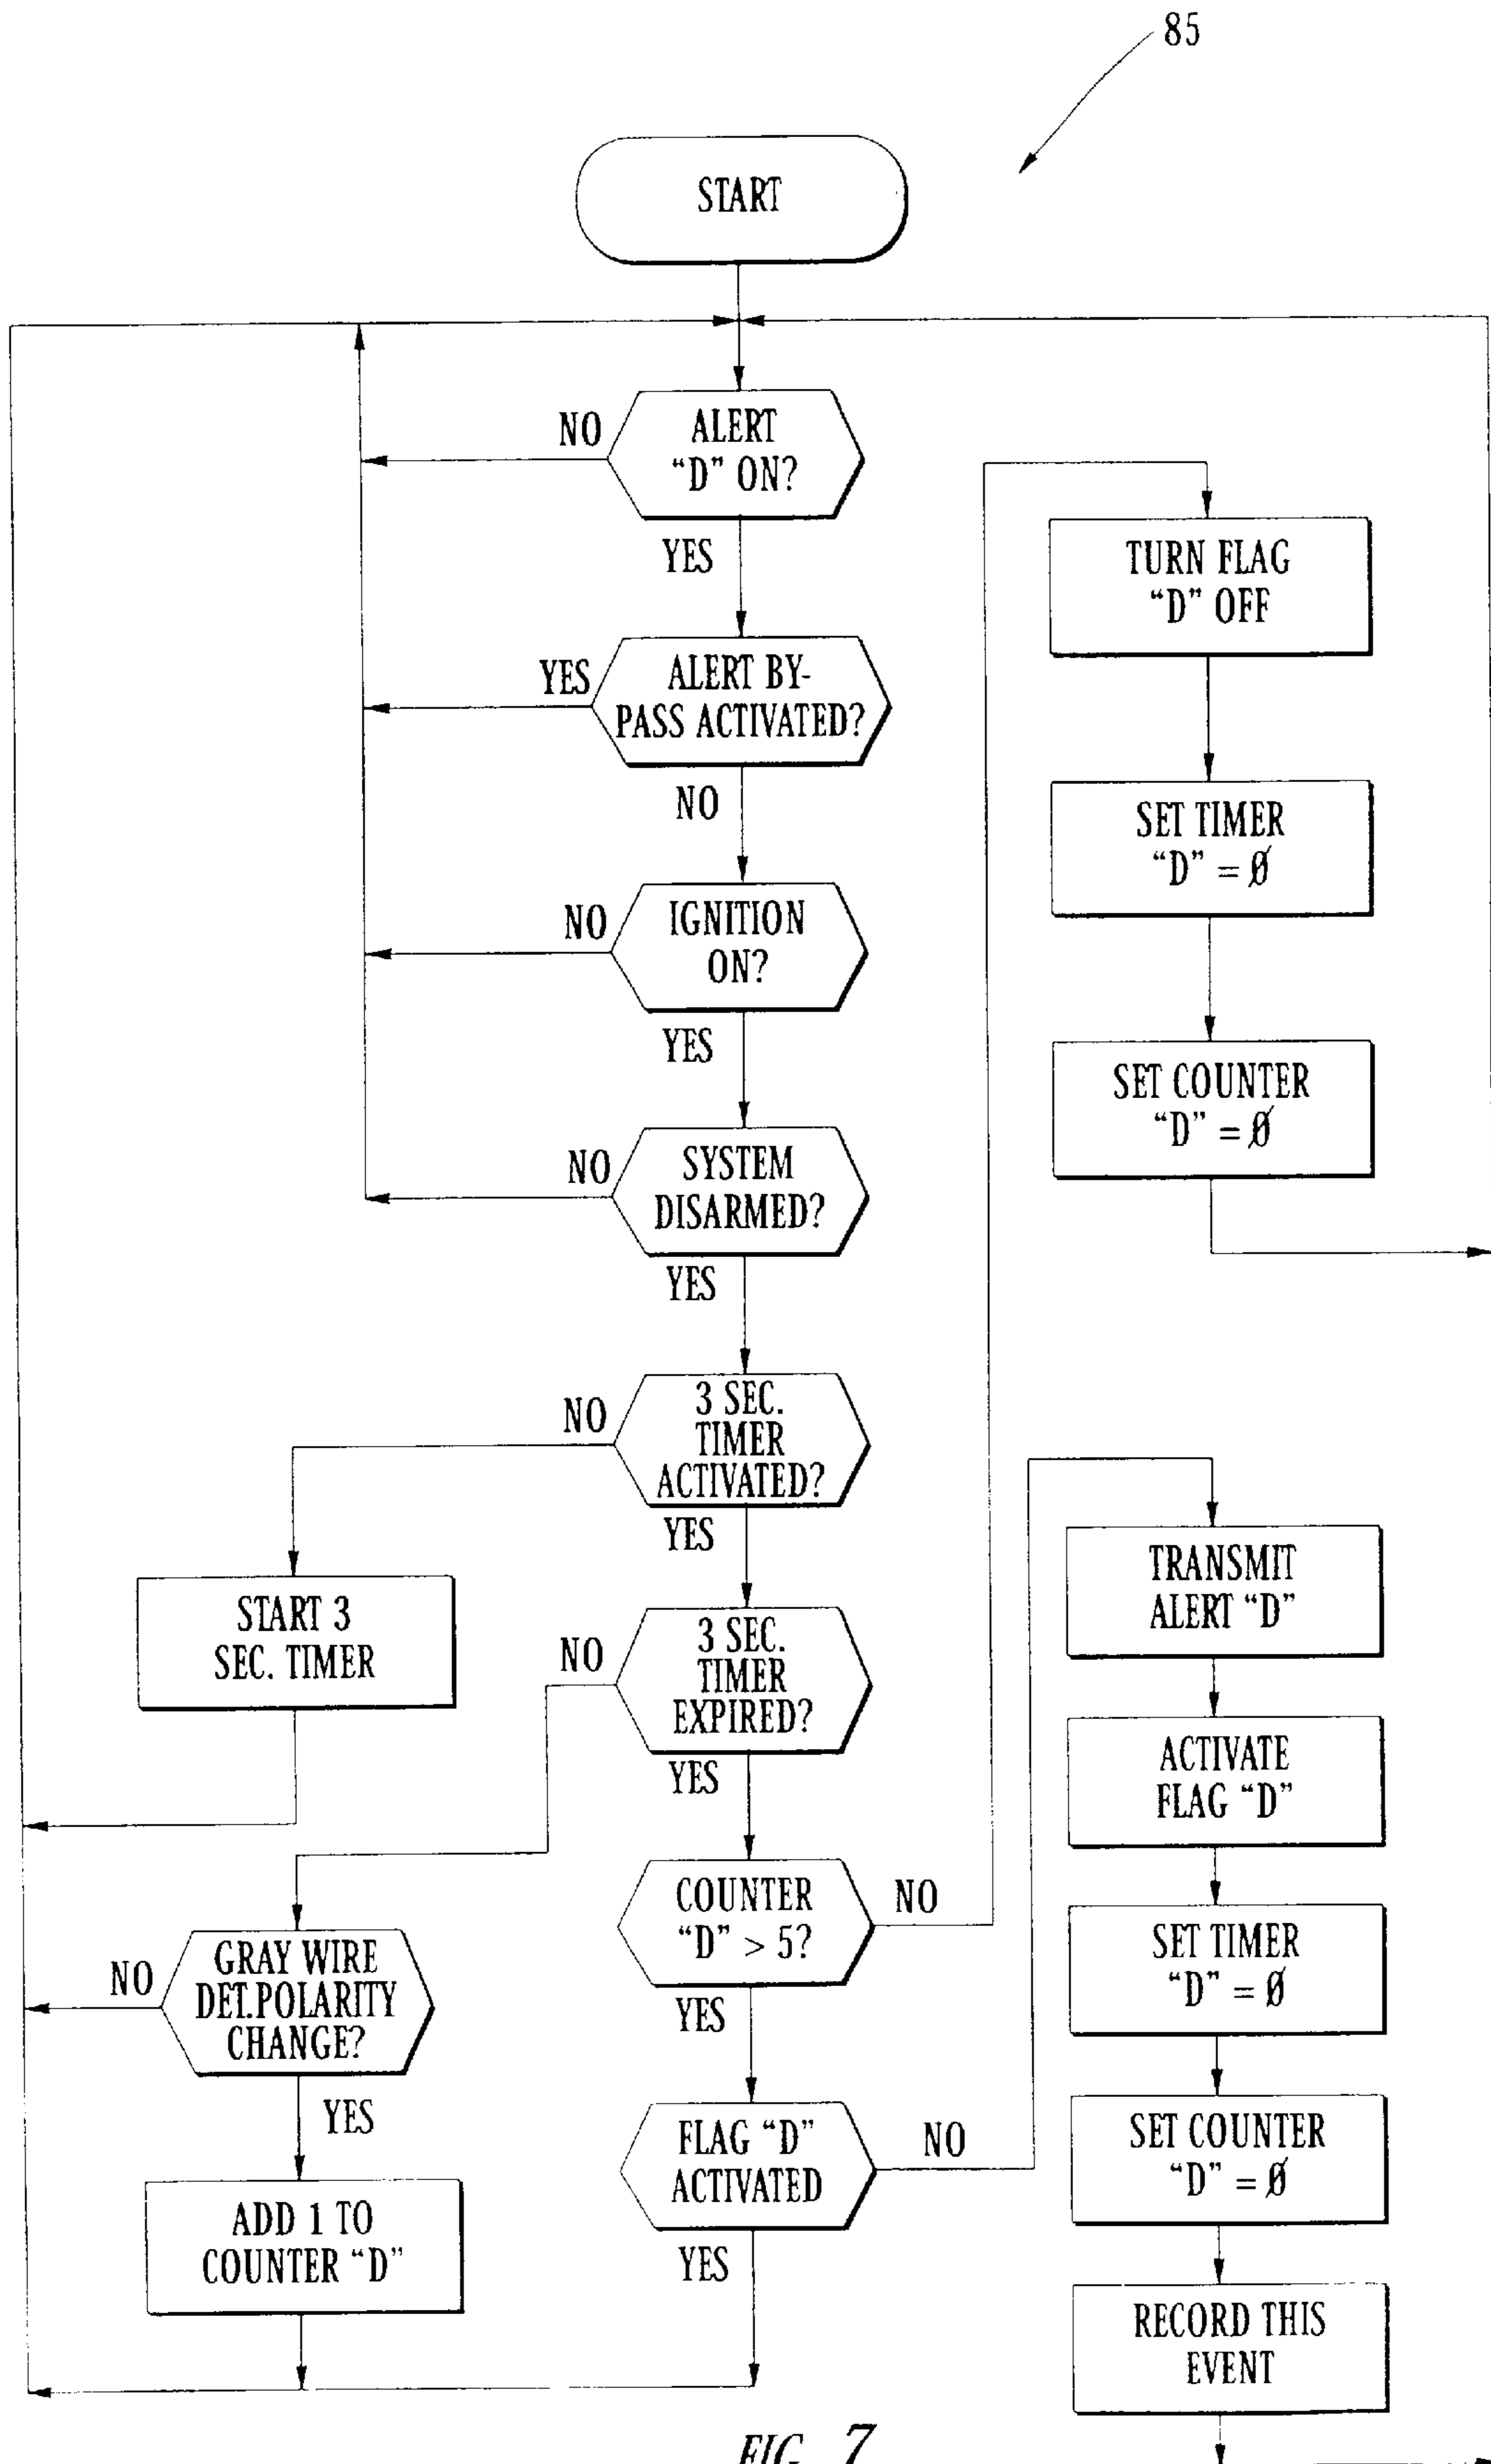 85
START
ALERT
“D” ON?
NO
YES
ALERT BY-
PASS ACTIVATED?
YES
NO
IGNITION
ON?
NO
YES
SYSTEM
DISARMED?
NO
YES
3 SEC.
TIMER
ACTIVATED?
NO
YES
START 3
SEC. TIMER
3 SEC.
TIMER
EXPIRED?
NO
YES
GRAY WIRE
DET.POLARITY
CHANGE?
NO
YES
ADD 1 TO
COUNTER “D”
COUNTER
“D” > 5?
NO
YES
FLAG “D”
ACTIVATED
NO
YES
TURN FLAG
“D” OFF
SET TIMER
“D” = Ø
SET COUNTER
“D” = Ø
TRANSMIT
ALERT “D”
ACTIVATE
FLAG “D”
SET TIMER
“D” = Ø
SET COUNTER
“D” = Ø
RECORD THIS
EVENT
FIG. 7